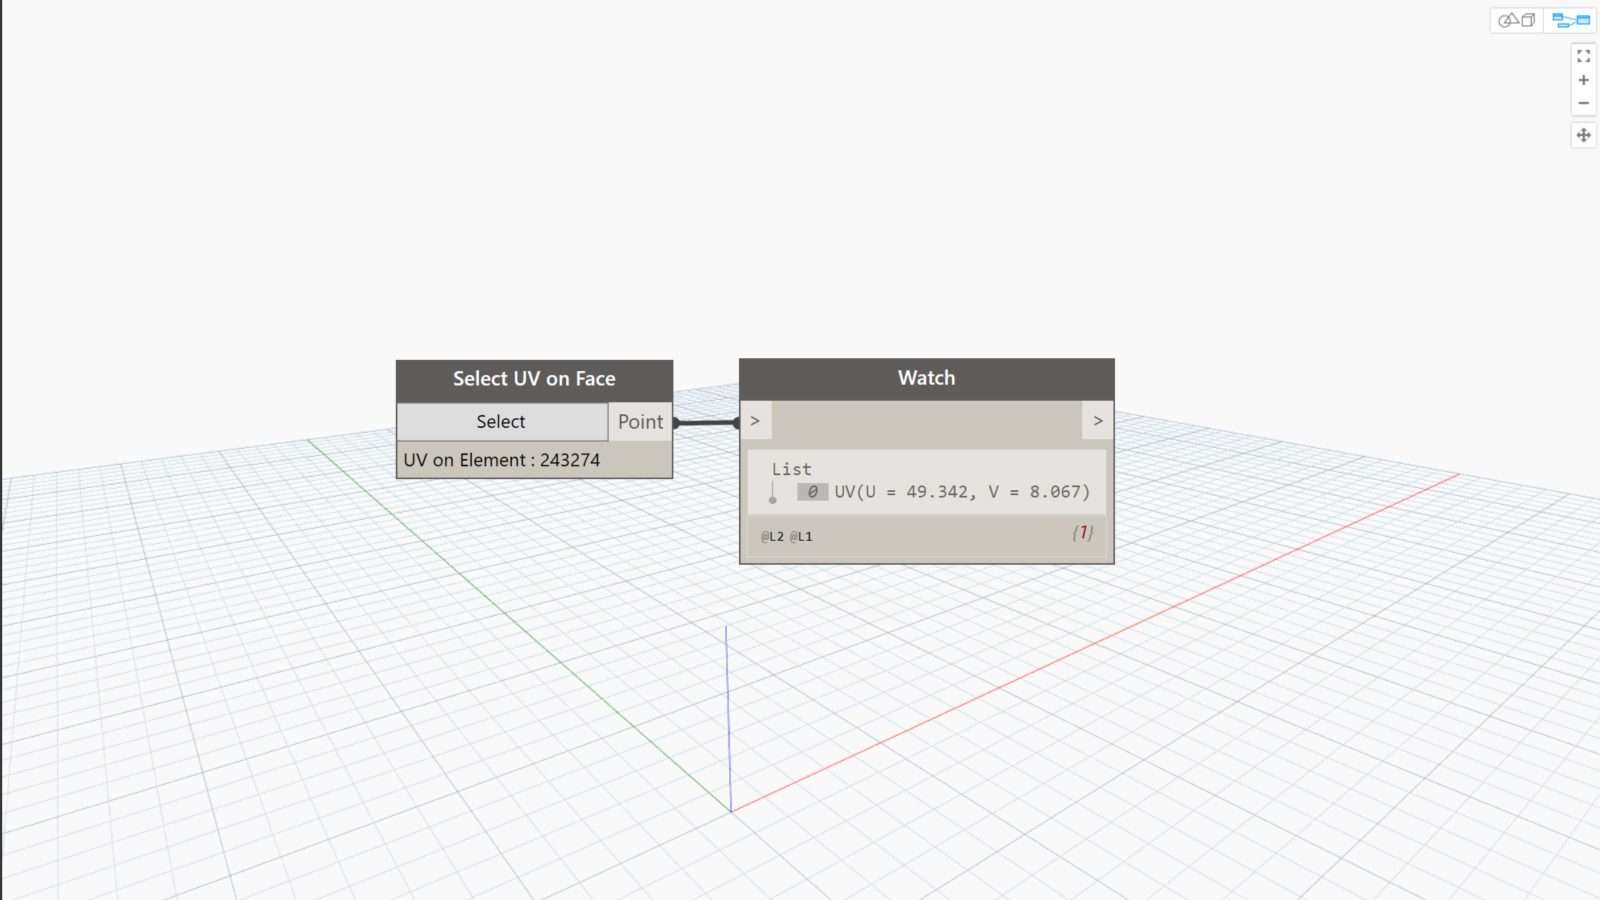 Select UV on Face
Select
Point
UV on Element : 243274
Watch
>
>
List
0 UV(U = 49.342, V = 8.067)
@L2 @L1
{1}